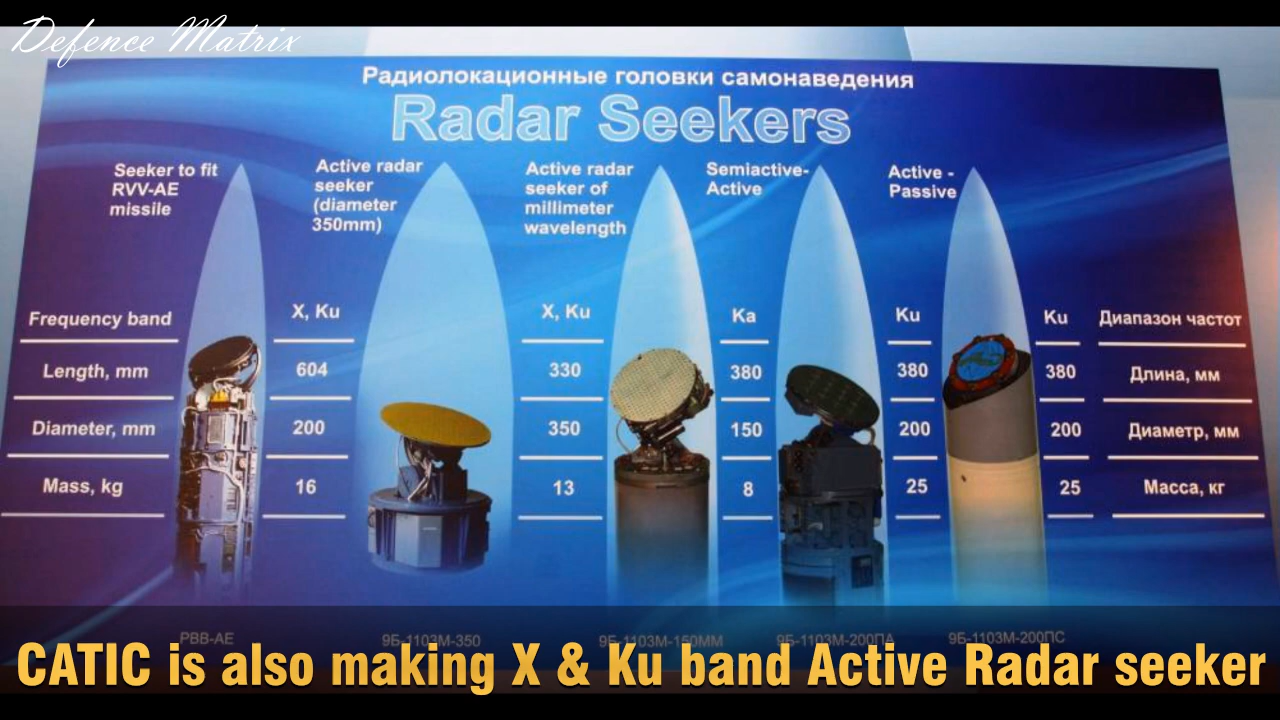 Defence Matrix
Радиолокационные головки самонаведения
Radar Seekers
Seeker to fit
RVV-AE
missile
Active radar
seeker
(diameter
350mm)
Active radar
seeker of
millimeter
wavelength
Semiactive-
Active
Active -
Passive
Frequency band X, Ku X, Ku Ka Ku Ku Диапазон частот
Length, mm 604 330 380 380 380 Длина, мм
Diameter, mm 200 350 150 200 200 Диаметр, мм
Mass, kg 16 13 8 25 25 Масса, кг
РВВ-АЕ 9Б-1103М-350 9Б-1103М-150ММ 9Б-1103М-200ПА 9Б-1103М-200ПС
CATIC is also making X & Ku band Active Radar seeker